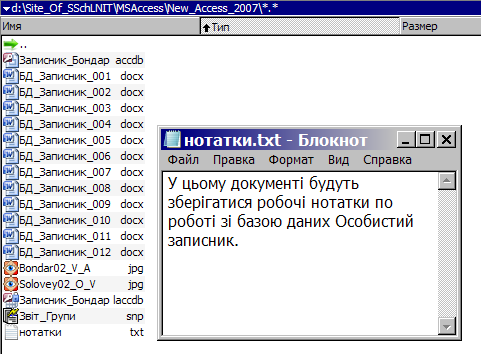 d:\Site_Of_SSchLNIT\MSAccess\New_Access_2007\*.*
Имя Тип Размер
..
Записник_Бондар accdb
БД_Записник_001 docx
БД_Записник_002 docx
БД_Записник_003 docx
БД_Записник_004 docx
БД_Записник_005 docx
БД_Записник_006 docx
БД_Записник_007 docx
БД_Записник_008 docx
БД_Записник_009 docx
БД_Записник_010 docx
БД_Записник_011 docx
БД_Записник_012 docx
Bondar02_V_A jpg
Solovey02_O_V jpg
Записник_Бондар laccdb
Звіт_Групи snp
нотатки txt
нотатки.txt - Блокнот
Файл Правка Формат Вид Справка
У цьому документі будуть
зберігатися робочі нотатки по
роботі зі базою даних Особистий
записник.